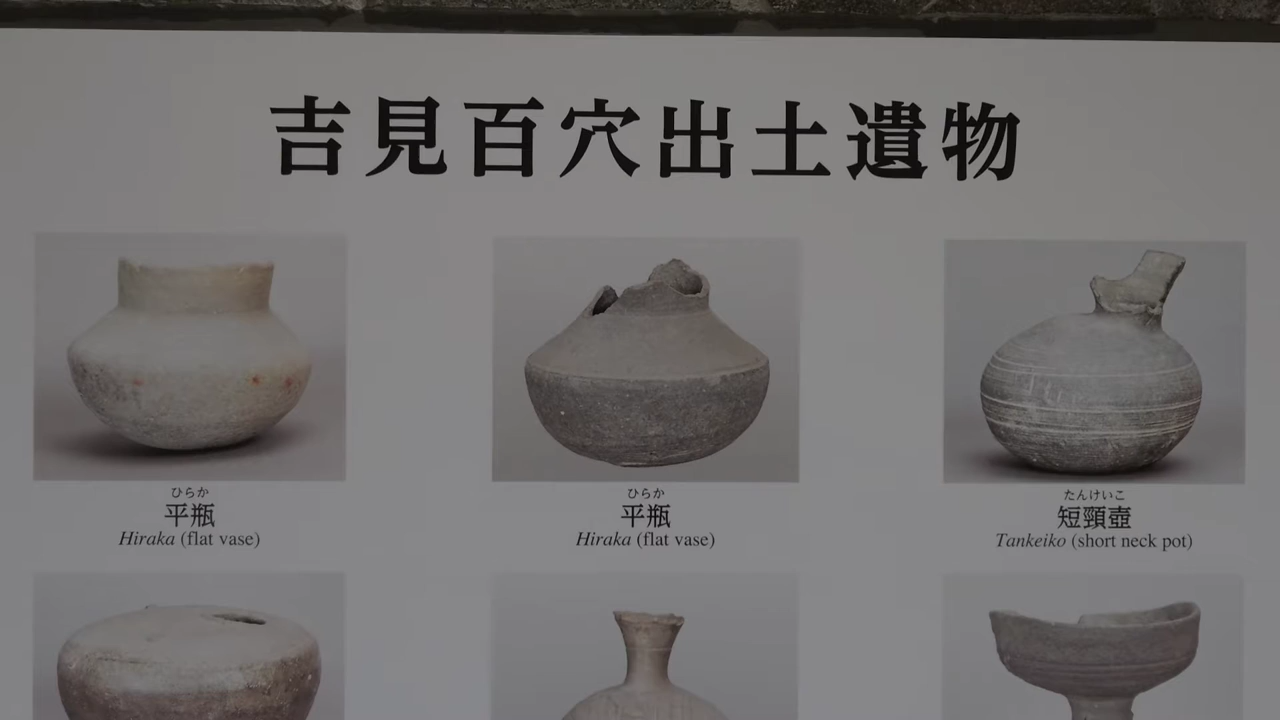 吉見百穴出土遺物
ひらか
平瓶
Hiraka (flat vase)
ひらか
平瓶
Hiraka (flat vase)
たんけいこ
短頸壺
Tankeiko (short neck pot)